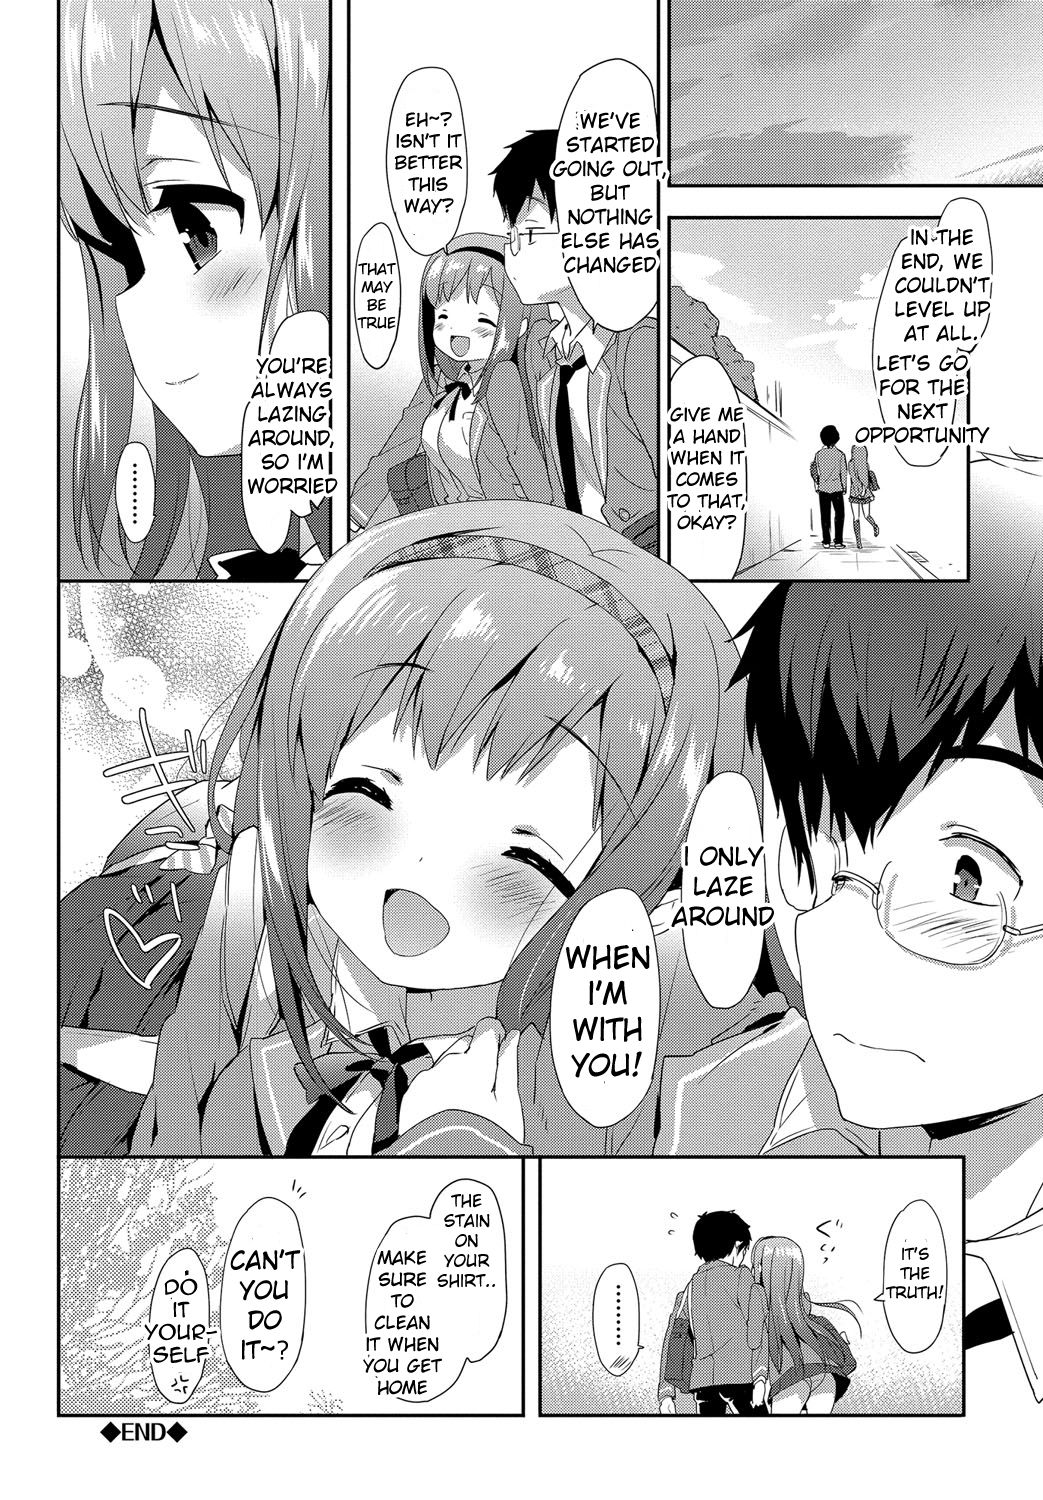 IN THE
END, WE
COULDN'T
LEVEL UP
AT ALL.
LET'S GO
FOR THE
NEXT
OPPORTUNITY
GIVE ME
A HAND
WHEN IT
COMES
TO THAT,
OKAY?
WE'VE
STARTED
GOING OUT,
BUT
NOTHING
ELSE HAS
CHANGED
EH~?
ISN'T IT
BETTER
THIS
WAY?
THAT
MAY
BE
TRUE
YOU'RE
ALWAYS
LAZING
AROUND,
SO I'M
WORRIED
.........
I ONLY
LAZE
AROUND
WHEN
I'M
WITH
YOU!
IT'S
THE
TRUTH!
.........
THE
STAIN
ON
YOUR
SHIRT..
MAKE
SURE
TO
CLEAN
IT WHEN
YOU GET
HOME
CAN'T
YOU
DO
IT~?
DO
IT
YOUR-
SELF
◆END◆